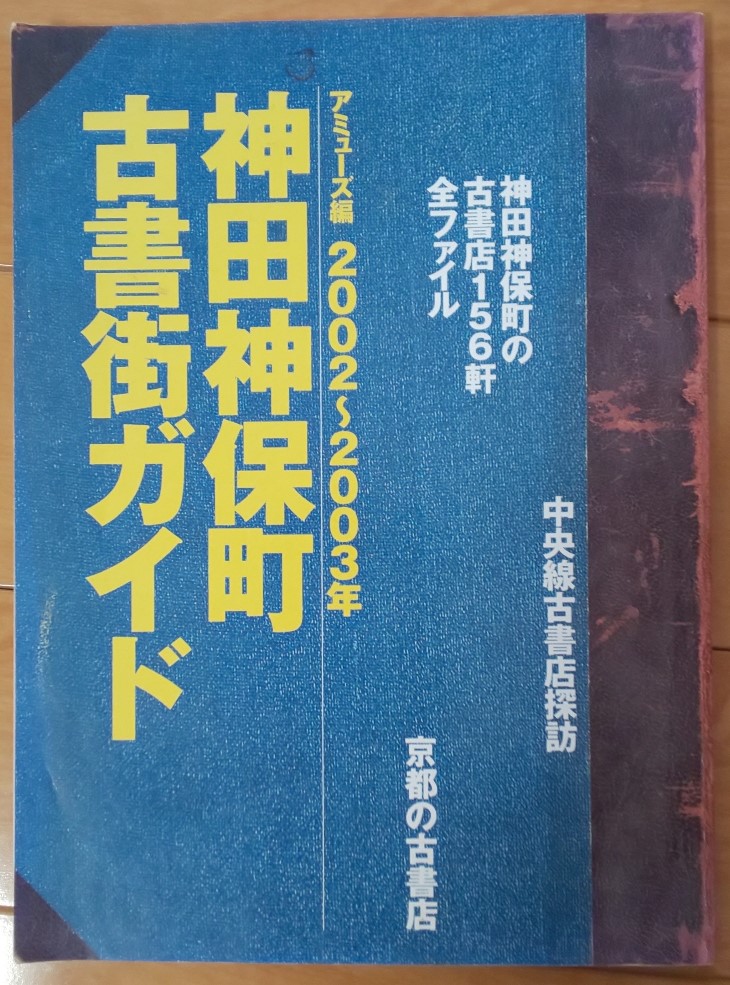 神田神保町の
古書店156軒
全ファイル
中央線古書店探訪
京都の古書店
アミューズ編 2002~2003年
神田神保町
古書街ガイド